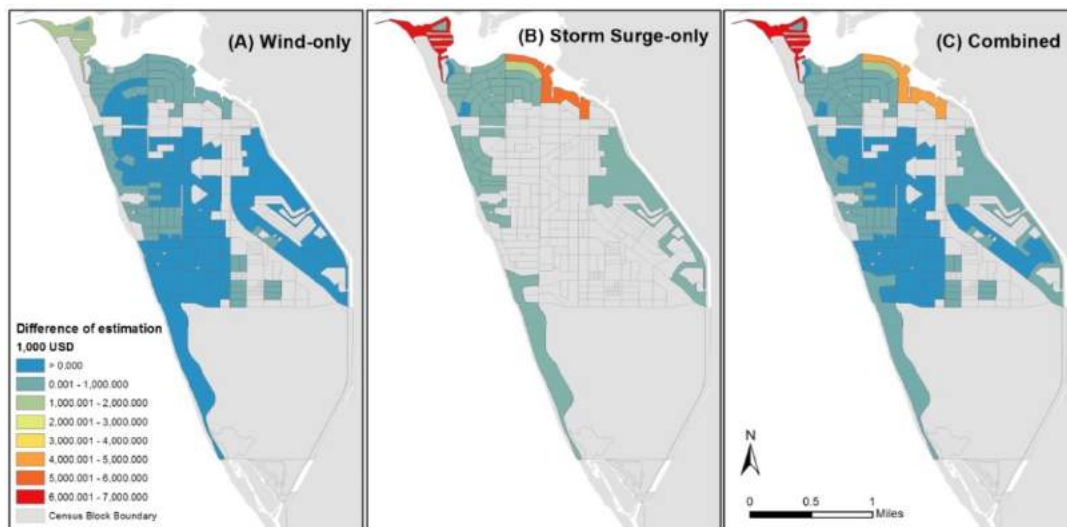 (A) Wind-only
(B) Storm Surge-only
(C) Combined
Difference of estimation
1,000 USD
> 0.000
0.001 - 1,000.000
1,000.001 - 2,000.000
2,000.001 - 3,000.000
3,000.001 - 4,000.000
4,000.001 - 5,000.000
5,000.001 - 6,000.000
6,000.001 - 7,000.000
Census Block Boundary
N
0 0.5 1
Miles